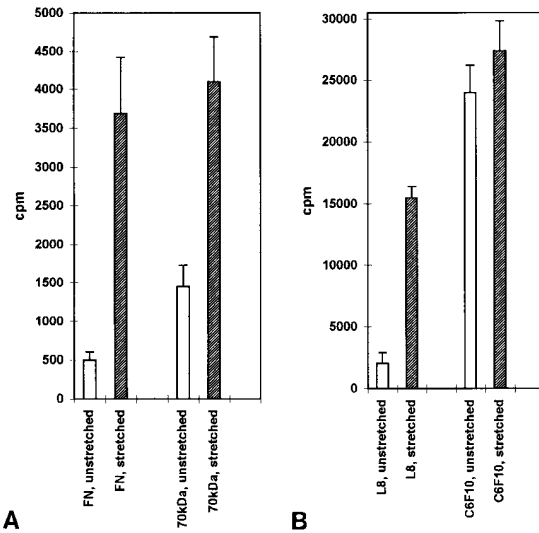 5000
4500
4000
3500
3000
2500
2000
1500
1000
500
0
cpm
FN, unstretched
FN, stretched
70kDa, unstretched
70kDa, stretched
A
30000
25000
20000
15000
10000
5000
0
cpm
L8, unstretched
L8, stretched
C6F10, unstretched
C6F10, stretched
B